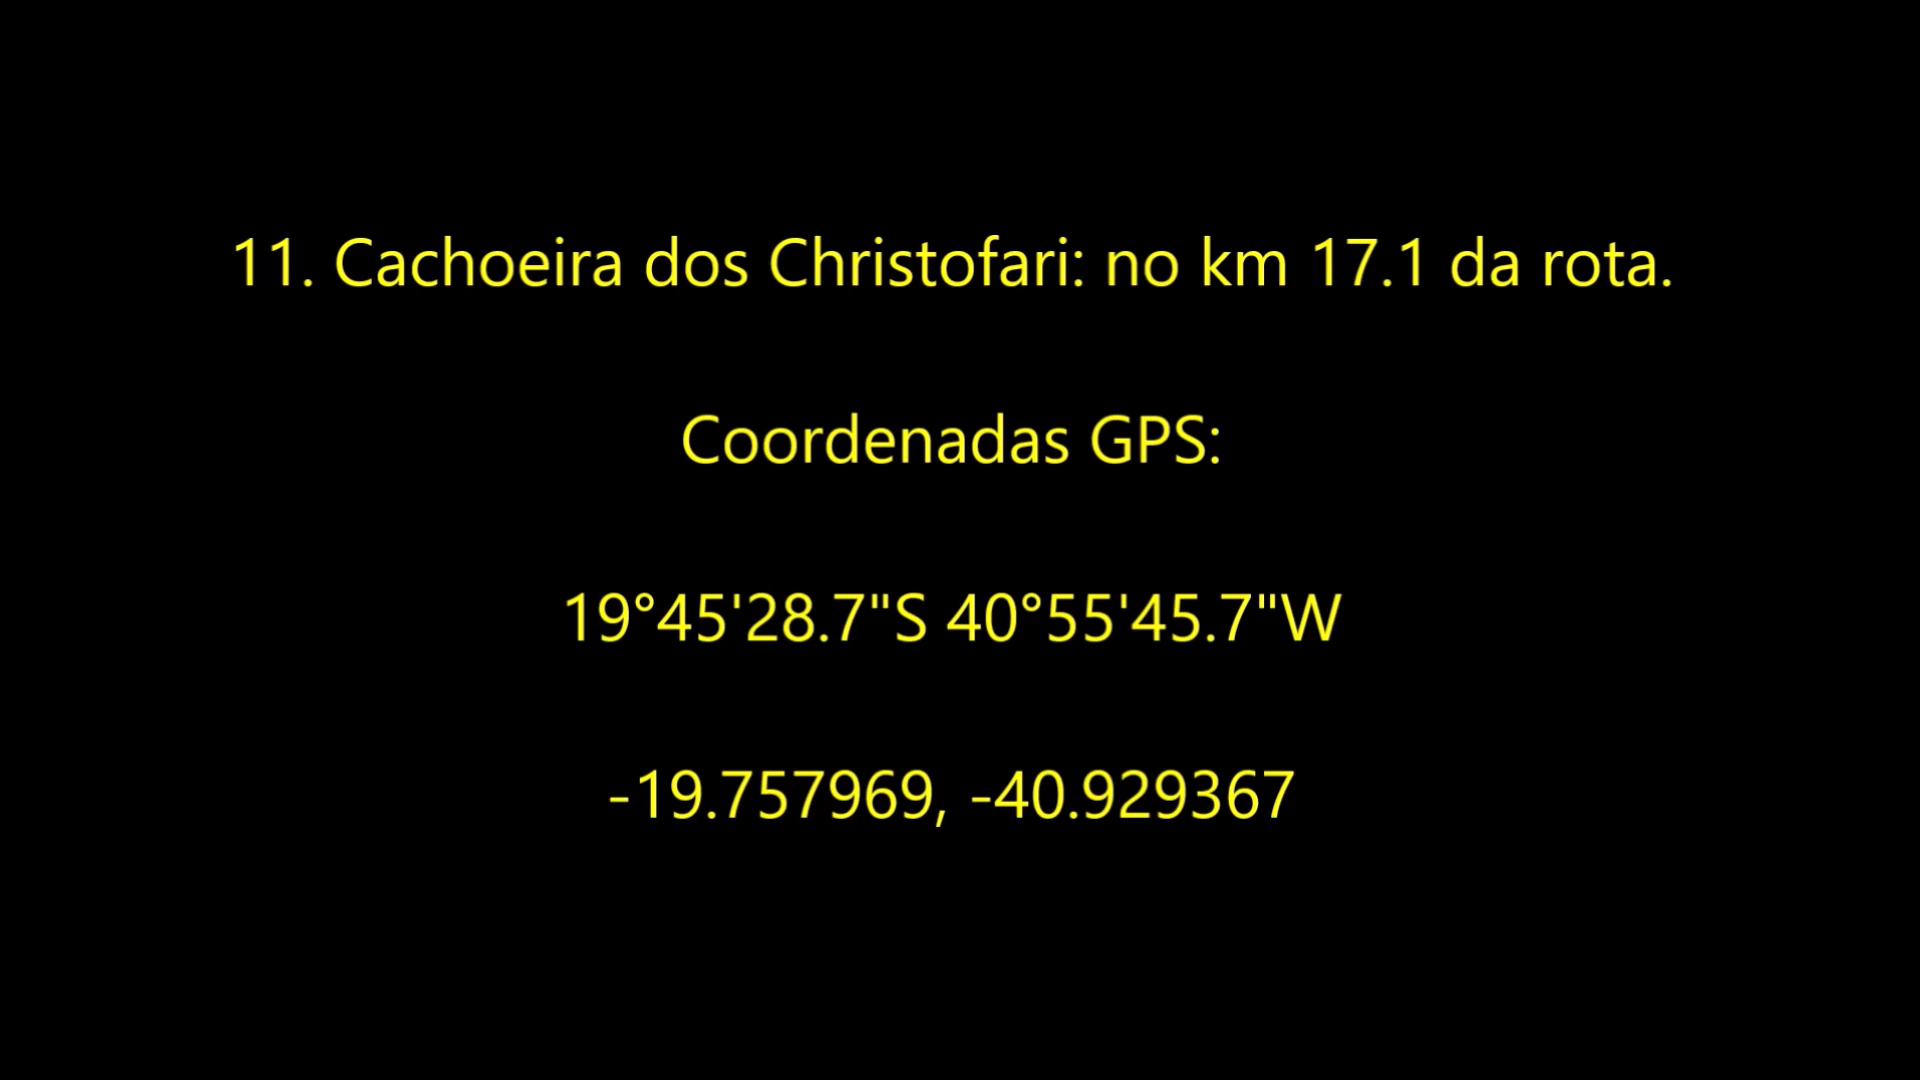 11. Cachoeira dos Christofari: no km 17.1 da rota.
Coordenadas GPS:
19°45'28.7"S 40°55'45.7"W
-19.757969, -40.929367